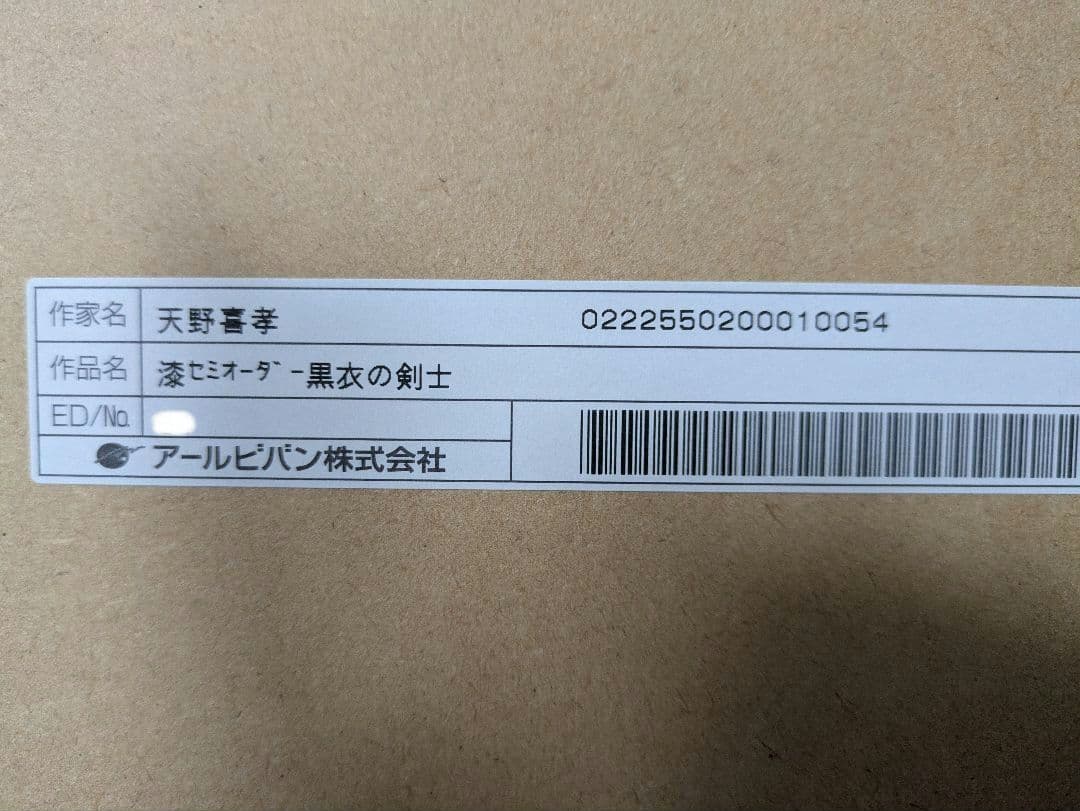 作家名 天野喜孝 0222550200010054
作品名 漆ｾﾐｵｰﾀﾞｰ黒衣の剣士
ED/No.
アールビバン株式会社